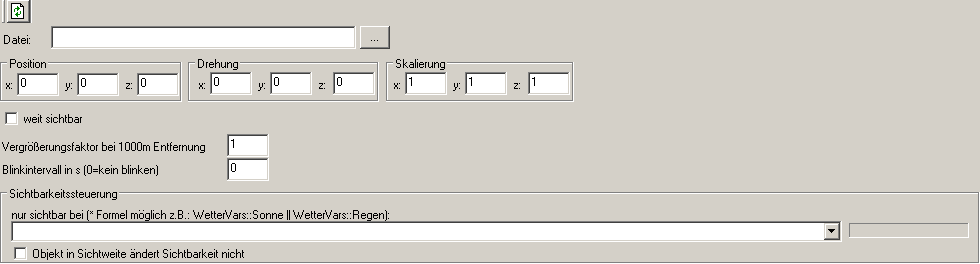 Datei: ...
Position Drehung Skalierung
x: 0 y: 0 z: 0 x: 0 y: 0 z: 0 x: 1 y: 1 z: 1
weit sichtbar
Vergrößerungsfaktor bei 1000m Entfernung 1
Blinkintervall in s (0=kein blinken) 0
Sichtbarkeitssteuerung
nur sichtbar bei (* Formel möglich z.B.: WetterVars::Sonne || WetterVars::Regen):
Objekt in Sichtweite ändert Sichtbarkeit nicht